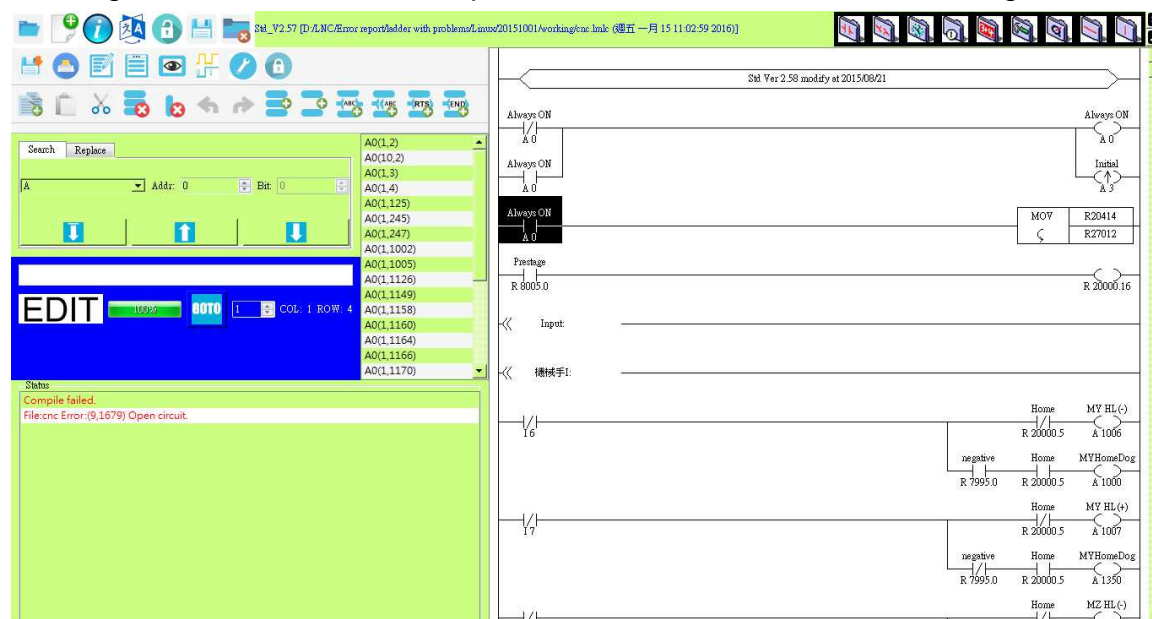 Std_V2.57 [D:/LNC/Error report/ladder with problems/Linux/20151001/working/cnc.lmlc (週五 一月 15 11:02:59 2016)]
ABC
((ABC
(RTS)
(END)
Search Replace
A Addr: 0 Bit: 0
EDIT 100% GOTO 1 COL: 1 ROW: 4
A0(1,2)
A0(10,2)
A0(1,3)
A0(1,4)
A0(1,125)
A0(1,245)
A0(1,247)
A0(1,1002)
A0(1,1005)
A0(1,1126)
A0(1,1149)
A0(1,1158)
A0(1,1160)
A0(1,1164)
A0(1,1166)
A0(1,1170)
Status
Compile failed.
File:cnc Error:(9,1679) Open circuit.
Std Ver 2.58 modify at 2015/08/21
Always ON Always ON
A 0 A 0
Always ON Initial
A 0 A 3
Always ON MOV R20414
A 0 R27012
Prestage
R 8005.0 R 20000.16
Input:
機械手I:
Home MY HL(-)
I 6 R 20000.5 A 1006
negative Home MYHomeDog
R 7995.0 R 20000.5 A 1000
Home MY HL(+)
I 7 R 20000.5 A 1007
negative Home MYHomeDog
R 7995.0 R 20000.5 A 1350
Home MZ HL(-)